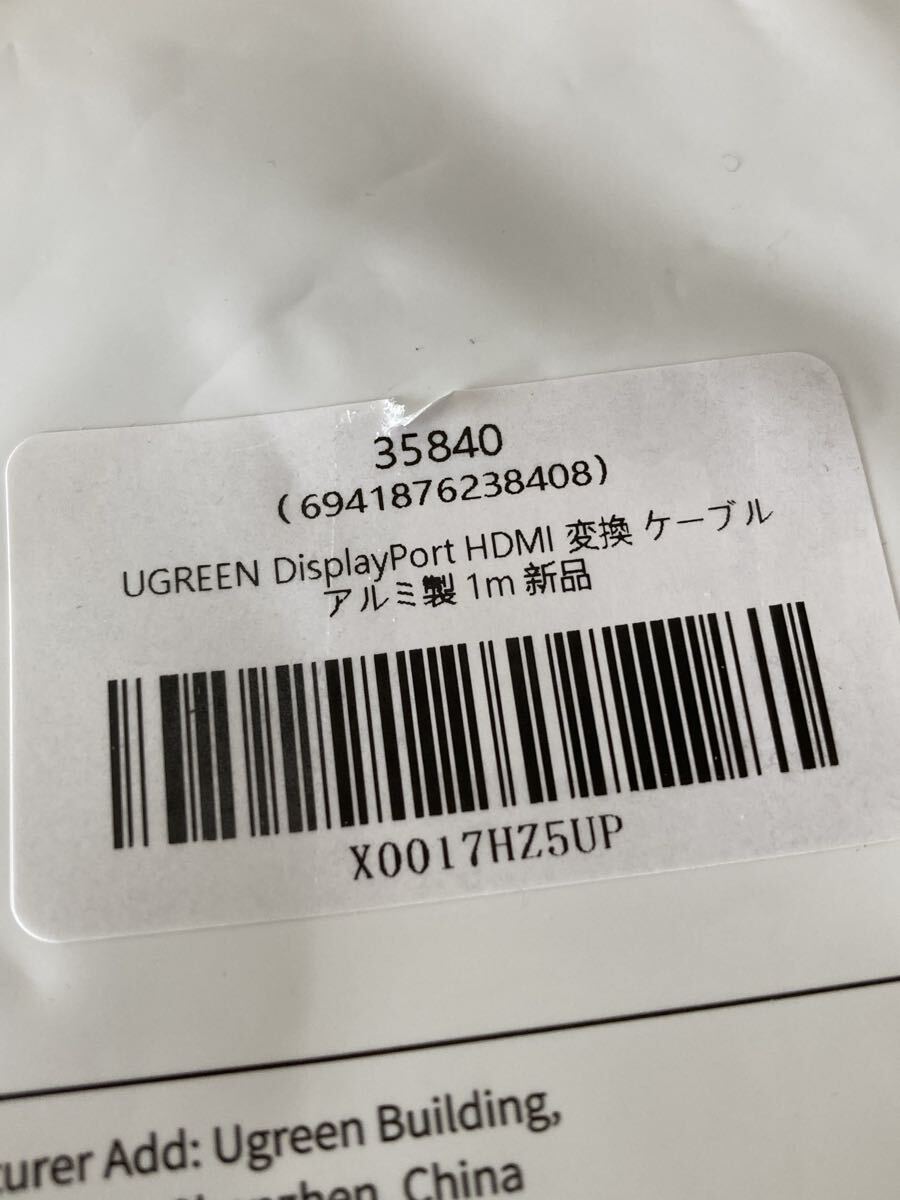 35840
(6941876238408)
UGREEN DisplayPort HDMI 変換 ケーブル
アルミ製 1m 新品
X0017HZ5UP
Add: Ugreen Building,
China